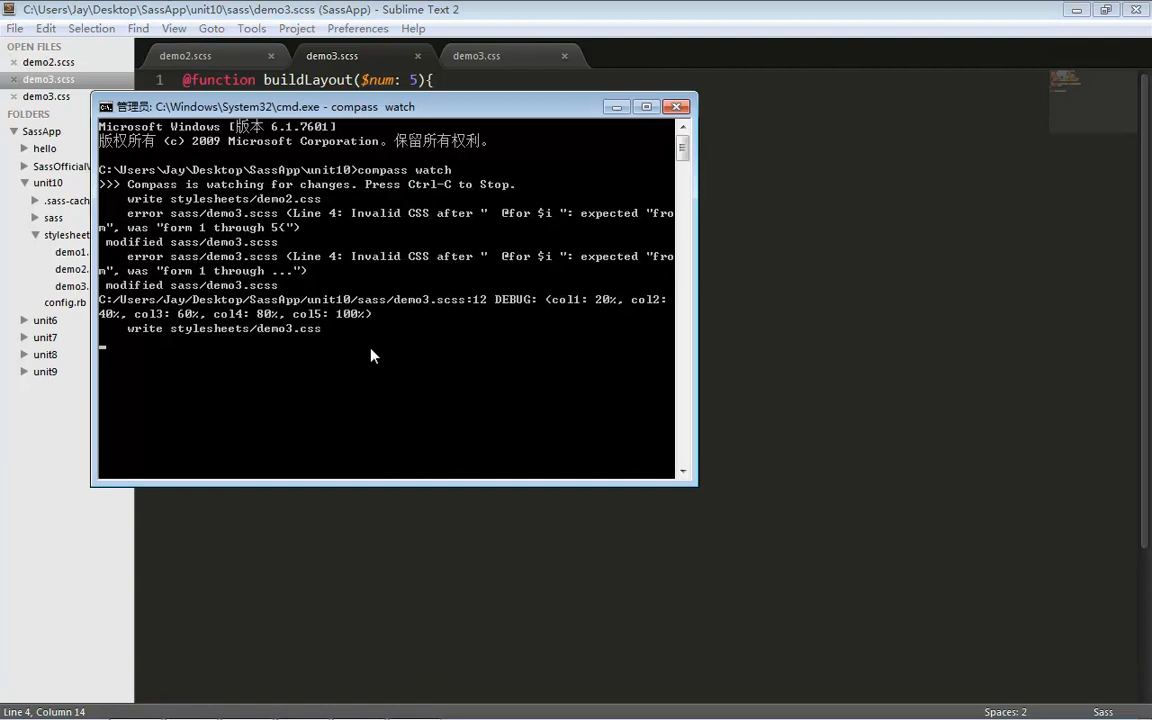 C:\Users\Jay\Desktop\SassApp\unit10\sass\demo3.scss (SassApp) - Sublime Text 2
File Edit Selection Find View Goto Tools Project Preferences Help
OPEN FILES
demo2.scss
demo3.scss
demo3.css
FOLDERS
SassApp
hello
SassOfficialW
unit10
.sass-cach
sass
stylesheet
demo1.
demo2.
demo3.
config.rb
unit6
unit7
unit8
unit9
demo2.scss demo3.scss demo3.css
1 @function buildLayout($num: 5){
管理员: C:\Windows\System32\cmd.exe - compass watch
Microsoft Windows [版本 6.1.7601]
版权所有 (c) 2009 Microsoft Corporation。保留所有权利。
C:\Users\Jay\Desktop\SassApp\unit10>compass watch
>>> Compass is watching for changes. Press Ctrl-C to Stop.
write stylesheets/demo2.css
error sass/demo3.scss (Line 4: Invalid CSS after "  @for $i ": expected "fro
m", was "form 1 through 5{")
modified sass/demo3.scss
error sass/demo3.scss (Line 4: Invalid CSS after "  @for $i ": expected "fro
m", was "form 1 through ...")
modified sass/demo3.scss
C:/Users/Jay/Desktop/SassApp/unit10/sass/demo3.scss:12 DEBUG: (col1: 20%, col2:
40%, col3: 60%, col4: 80%, col5: 100%)
write stylesheets/demo3.css
Line 4, Column 14
Spaces: 2
Sass